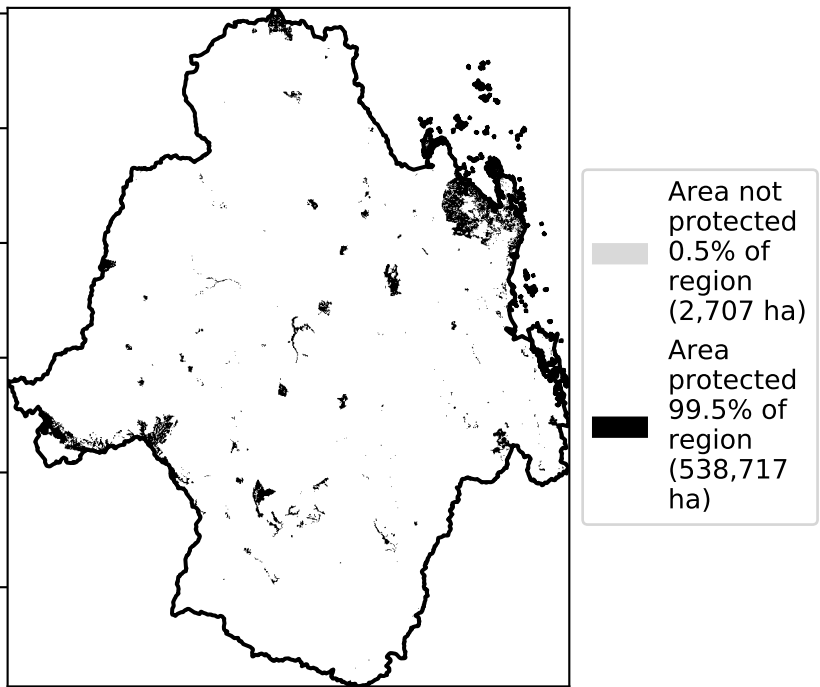 Area not
protected
0.5% of
region
(2,707 ha)
Area
protected
99.5% of
region
(538,717
ha)